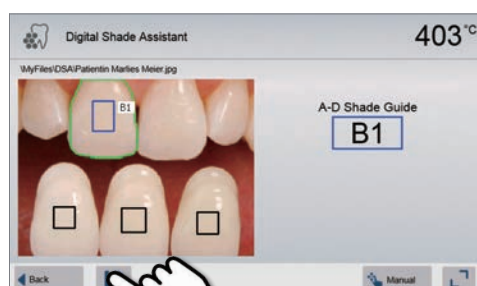 Digital Shade Assistant
403°C
\MyFiles\DSA\Patientin Marlies Meier.jpg
B1
A-D Shade Guide
B1
Back
Manual